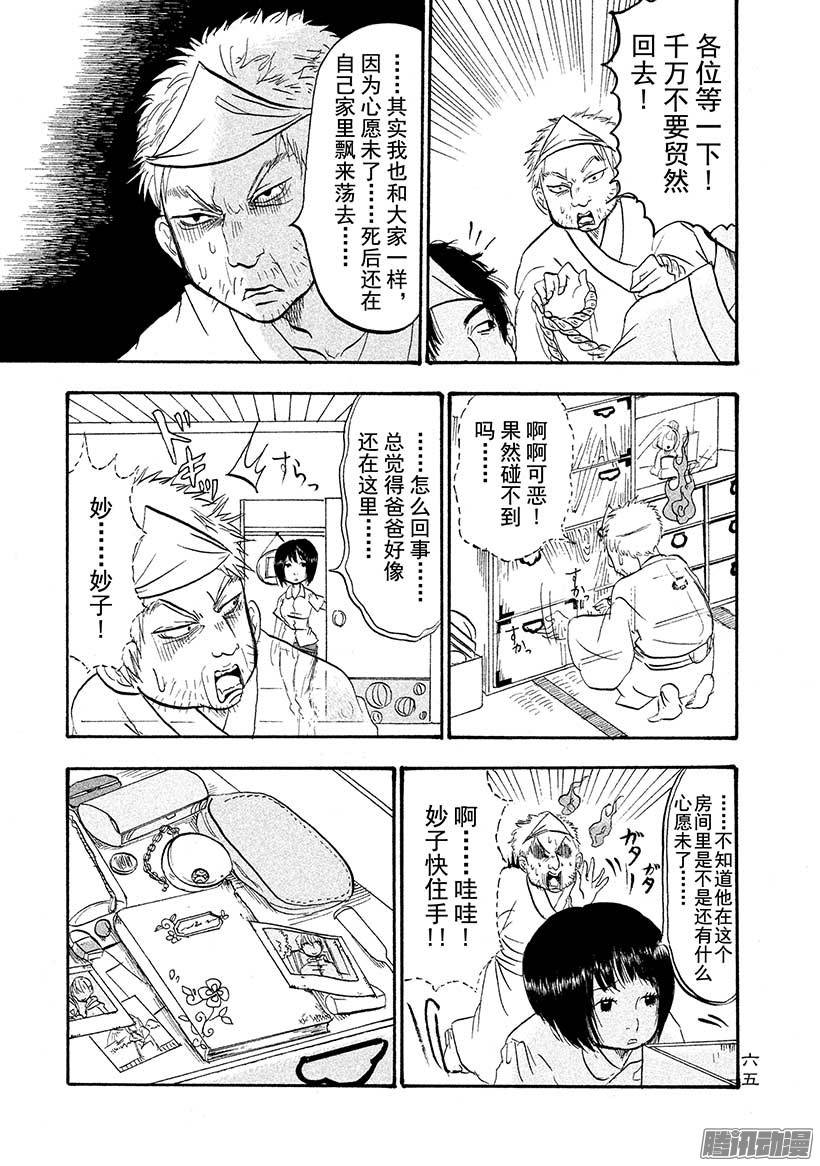 各位等一下！
千万不要贸然
回去！
……其实我也和大家一样，
因为心愿未了……死后还在
自己家里飘来荡去……
啊啊可恶！
果然碰不到
吗……
すかっ
すかっ
……怎么回事
……
总觉得爸爸好像
还在这里……
すらっ
ドキッ
妙……妙子！
……不知道他在这个
房间里是不是还有什么
心愿未了……
ガタ
ガター
啊……哇哇！
妙子快住手!!
六五
腾讯动漫